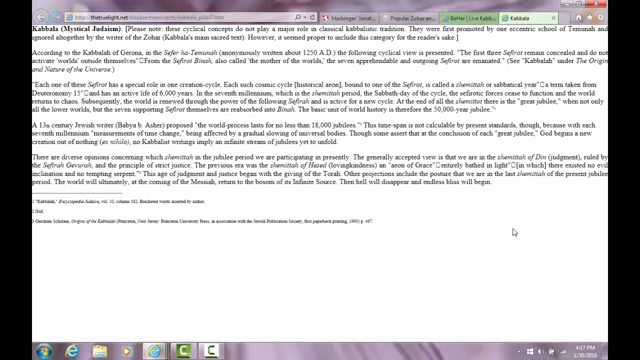 thetruelight.net
Harbinger: Jonat...
Popular Zohar an...
BeHar | Live Kabb...
Kabbala
Kabbala (Mystical Judaism): [Please note: these cyclical concepts do not play a major role in classical kabbalistic tradition. They were first promoted by one eccentric school of Temunah and
ignored altogether by the writer of the Zohar (Kabbala's main sacred text). However, it seemed proper to include this category for the reader's sake.]
According to the Kabbalah of Gerona, in the Sefer ha-Temunah (anonymously written about 1250 A.D.) the following cyclical view is presented. "The first three Sefirot remain concealed and do not
activate 'worlds outside themselves'" From the Sefirot Binah, also called 'the mother of the worlds', the seven apprehendable and outgoing Sefirot are emanated. (See "Kabbalah" under The Origin
and Nature of the Universe.)
"Each one of these Sefirot has a special role in one creation-cycle. Each such cosmic cycle [historical aeon], bound to one of the Sefirot, is called a shemittah or sabbatical year" a term taken from
Deuteronomy 15" and has an active life of 6,000 years. In the seventh millennium, which is the shemittah period, the Sabbath-day of the cycle, the sefirotic forces cease to function and the world
returns to chaos. Subsequently, the world is renewed through the power of the following Sefirah and is active for a new cycle. At the end of all the shemittot there is the "great jubilee," when not only
all the lower worlds, but the seven supporting Sefirot themselves are reabsorbed into Binah. The basic unit of world history is therefore the 50,000-year jubilee."1
A 13th century Jewish writer (Bahya b. Asher) proposed "the world-process lasts for no less than 18,000 jubilees."2 This time-span is not calculable by present standards, though, because with each
seventh millennium "measurements of time change," being affected by a gradual slowing of universal bodies. Though some assert that at the conclusion of each "great jubilee," God begins a new
creation out of nothing (ex nihilo), no Kabbalist writings imply an infinite stream of jubilees yet to unfold.
There are diverse opinions concerning which shemittah in the jubilee period we are participating in presently. The generally accepted view is that we are in the shemittah of Din (judgment), ruled by
the Sefirah Gevurah, and the principle of strict justice. The previous era was the shemittah of Hesed (lovingkindness), an "aeon of Grace" entirely bathed in light" [in which] there existed no evil
inclination and no tempting serpent.3 This age of judgment and justice began with the giving of the Torah. Other projections include the posture that we are in the last shemittah of the present jubilee
period. The world will ultimately, at the coming of the Messiah, return to the bosom of its Infinite Source. Then hell will disappear and endless bliss will begin.
1 "Kabbalah," Encyclopedia Judaica, vol. 10, column 582. Bracketed words inserted by author.
2 Ibid.
3 Gershom Scholem, Origins of the Kabbalah (Princeton, New Jersey: Princeton University Press, in association with the Jewish Publication Society, first paperback printing, 1990) p. 467.
4:17 PM
1/30/2016